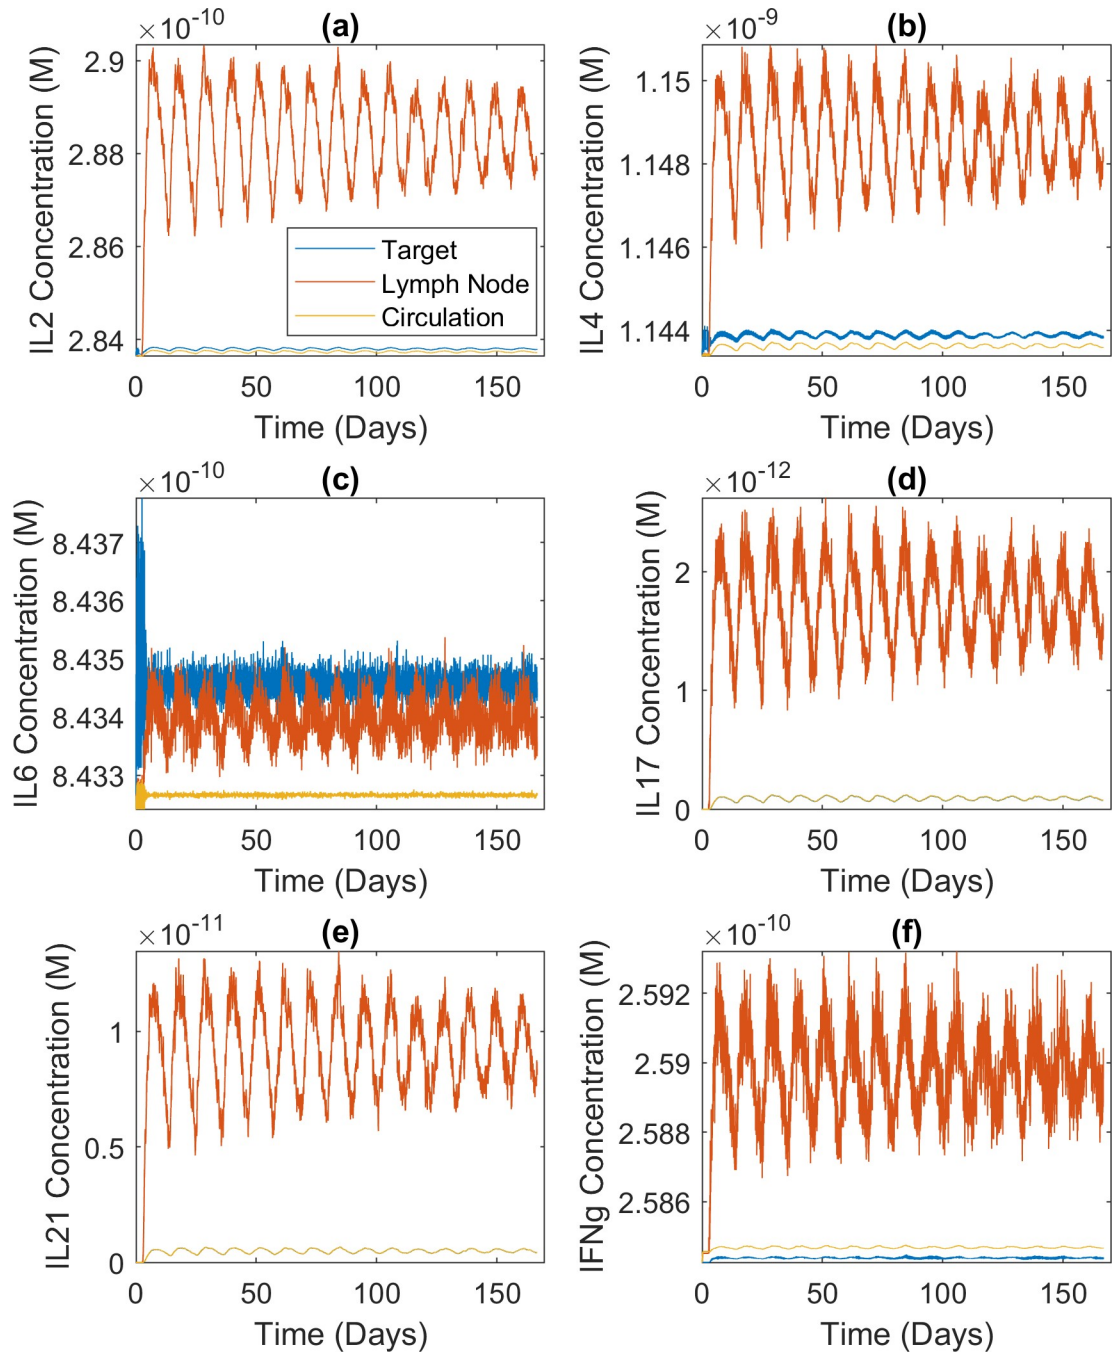 (a)
×10^-10
IL2 Concentration (M)
2.9
2.88
2.86
2.84
Target
Lymph Node
Circulation
0 50 100 150
Time (Days)
(b)
×10^-9
IL4 Concentration (M)
1.15
1.148
1.146
1.144
0 50 100 150
Time (Days)
(c)
×10^-10
IL6 Concentration (M)
8.437
8.436
8.435
8.434
8.433
0 50 100 150
Time (Days)
(d)
×10^-12
IL17 Concentration (M)
2
1
0
0 50 100 150
Time (Days)
(e)
×10^-11
IL21 Concentration (M)
1
0.5
0
0 50 100 150
Time (Days)
(f)
×10^-10
IFNg Concentration (M)
2.592
2.59
2.588
2.586
0 50 100 150
Time (Days)